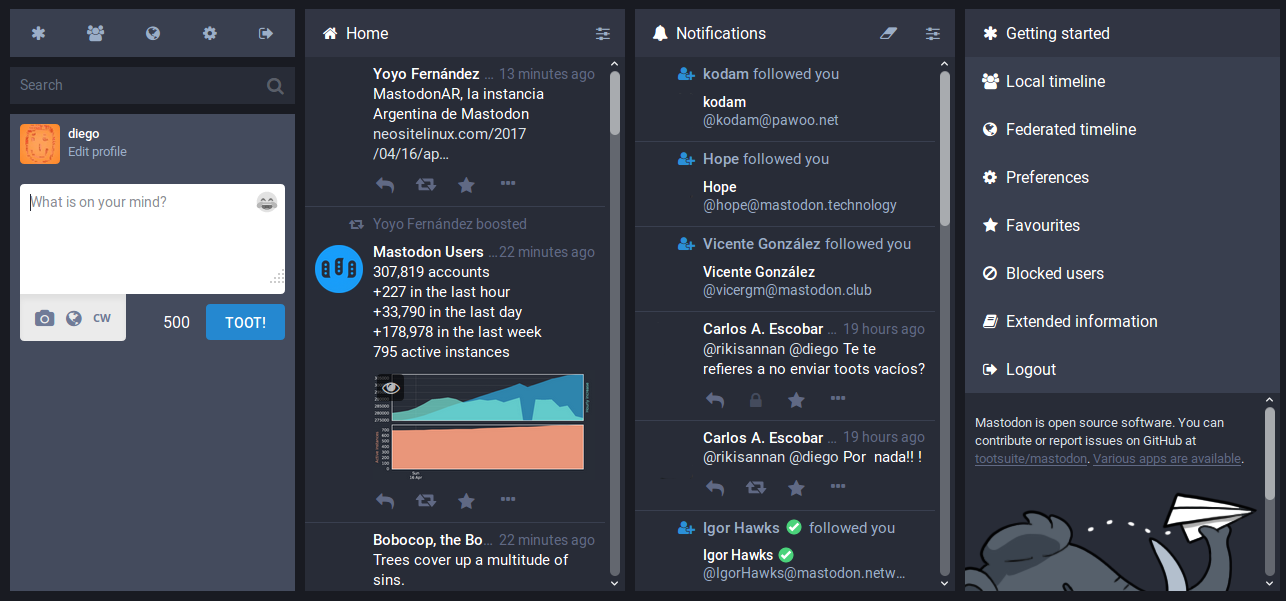 Search
diego
Edit profile
What is on your mind?
CW
500
TOOT!
Home
Yoyo Fernández ... 13 minutes ago
MastodonAR, la instancia
Argentina de Mastodon
neositelinux.com/2017
/04/16/ap...
Yoyo Fernández boosted
Mastodon Users ... 22 minutes ago
307,819 accounts
+227 in the last hour
+33,790 in the last day
+178,978 in the last week
795 active instances
Bobocop, the Bo... 22 minutes ago
Trees cover up a multitude of
sins.
Notifications
kodam followed you
kodam
@kodam@pawoo.net
Hope followed you
Hope
@hope@mastodon.technology
Vicente González followed you
Vicente González
@vicergm@mastodon.club
Carlos A. Escobar ... 19 hours ago
@rikisannan @diego Te te
refieres a no enviar toots vacíos?
Carlos A. Escobar ... 19 hours ago
@rikisannan @diego Por nada!! !
Igor Hawks followed you
Igor Hawks
@IgorHawks@mastodon.netw...
Getting started
Local timeline
Federated timeline
Preferences
Favourites
Blocked users
Extended information
Logout
Mastodon is open source software. You can
contribute or report issues on GitHub at
tootsuite/mastodon. Various apps are available.